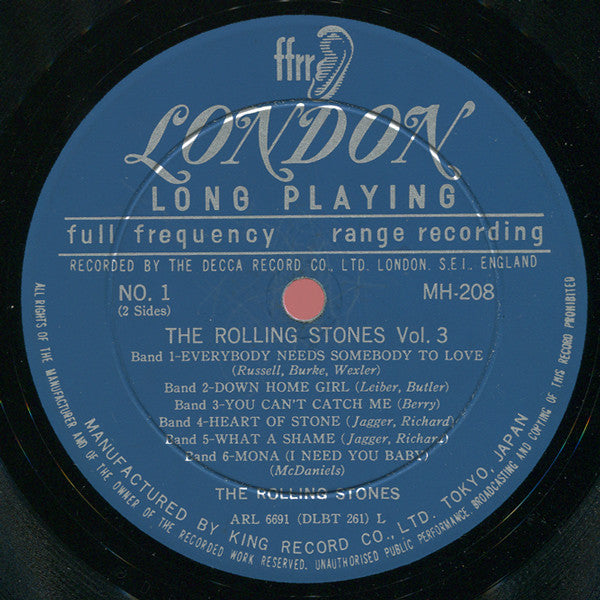 ffrr
LONDON
LONG PLAYING
full frequency range recording
RECORDED BY THE DECCA RECORD CO., LTD. LONDON. S.E.I., ENGLAND
NO. 1 MH-208
(2 Sides)
THE ROLLING STONES Vol. 3
Band 1-EVERYBODY NEEDS SOMEBODY TO LOVE
(Russell, Burke, Wexler)
Band 2-DOWN HOME GIRL (Leiber, Butler)
Band 3-YOU CAN'T CATCH ME (Berry)
Band 4-HEART OF STONE (Jagger, Richard)
Band 5-WHAT A SHAME (Jagger, Richard)
Band 6-MONA (I NEED YOU BABY)
(McDaniels)
THE ROLLING STONES
ARL 6691 (DLBT 261) L
MANUFACTURED BY KING RECORD CO., LTD. TOKYO, JAPAN
ALL RIGHTS OF THE MANUFACTURER AND OF THE OWNER OF THE RECORDED WORK RESERVED. UNAUTHORISED PUBLIC PERFORMANCE, BROADCASTING AND COPYING OF THIS RECORD PROHIBITED